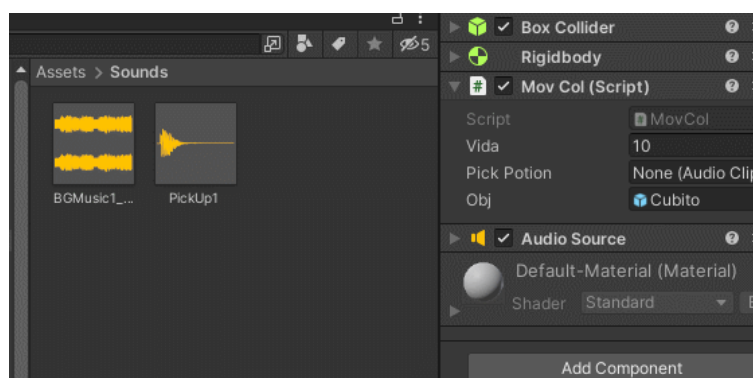 5
Assets > Sounds
BGMusic1_...
PickUp1
Box Collider
Rigidbody
# Mov Col (Script)
Script
# MovCol
Vida
10
Pick Potion
None (Audio Clip
Obj
Cubito
Audio Source
Default-Material (Material)
Shader
Standard
E
Add Component